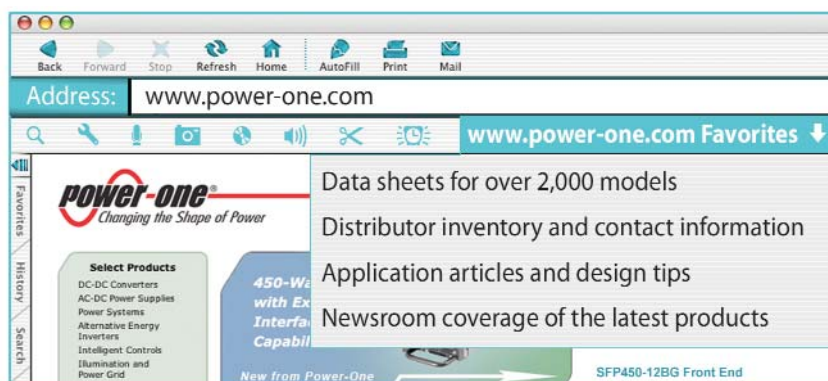 Back Forward Stop Refresh Home AutoFill Print Mail
Address: www.power-one.com
www.power-one.com Favorites
Favorites
History
Search
power-one®
Changing the Shape of Power
Data sheets for over 2,000 models
Distributor inventory and contact information
Application articles and design tips
Newsroom coverage of the latest products
Select Products
DC-DC Converters
AC-DC Power Supplies
Power Systems
Alternative Energy
Inverters
Intelligent Controls
Illumination and
Power Grid
450-Wa
with Ex
Interfa
Capabil
New from Power-One
SFP450-12BG Front End